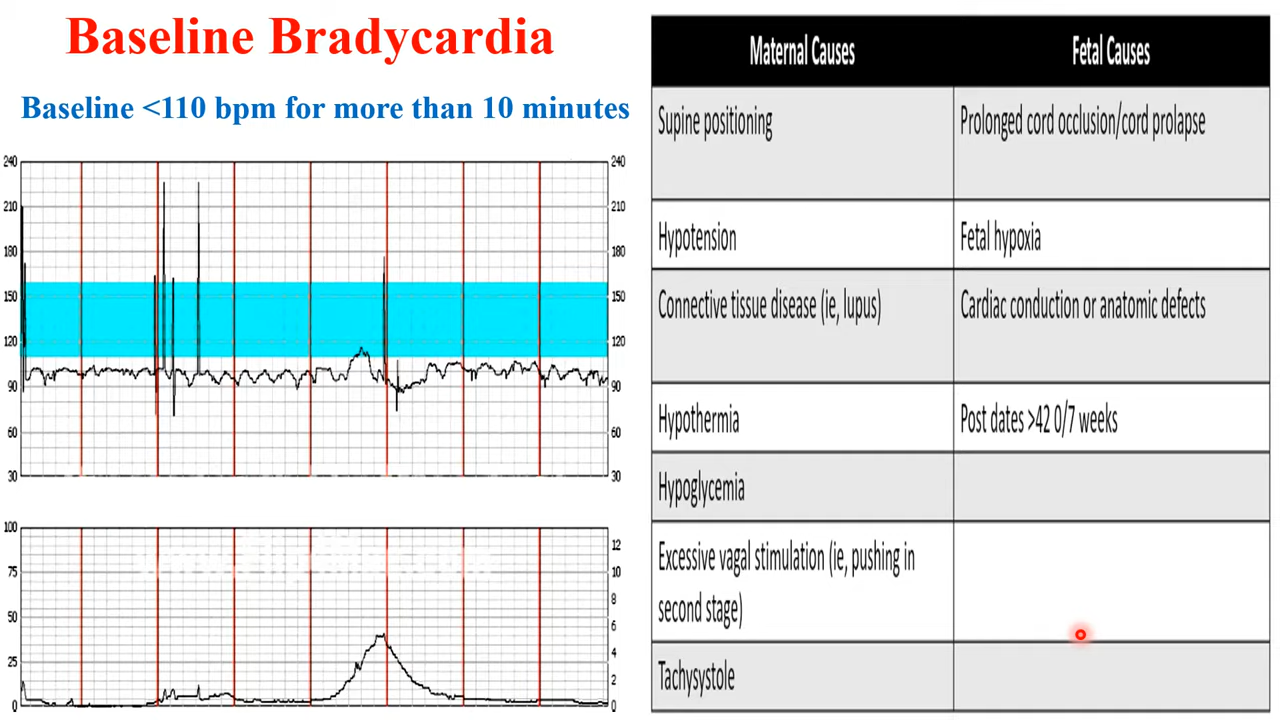 Baseline Bradycardia
Baseline <110 bpm for more than 10 minutes
240
210
180
150
120
90
60
30
240
210
180
150
120
90
60
30
100
75
50
25
0
12
10
8
6
4
2
0
Maternal Causes
Fetal Causes
Supine positioning
Prolonged cord occlusion/cord prolapse
Hypotension
Fetal hypoxia
Connective tissue disease (ie, lupus)
Cardiac conduction or anatomic defects
Hypothermia
Post dates >42 0/7 weeks
Hypoglycemia
Excessive vagal stimulation (ie, pushing in
second stage)
Tachysystole